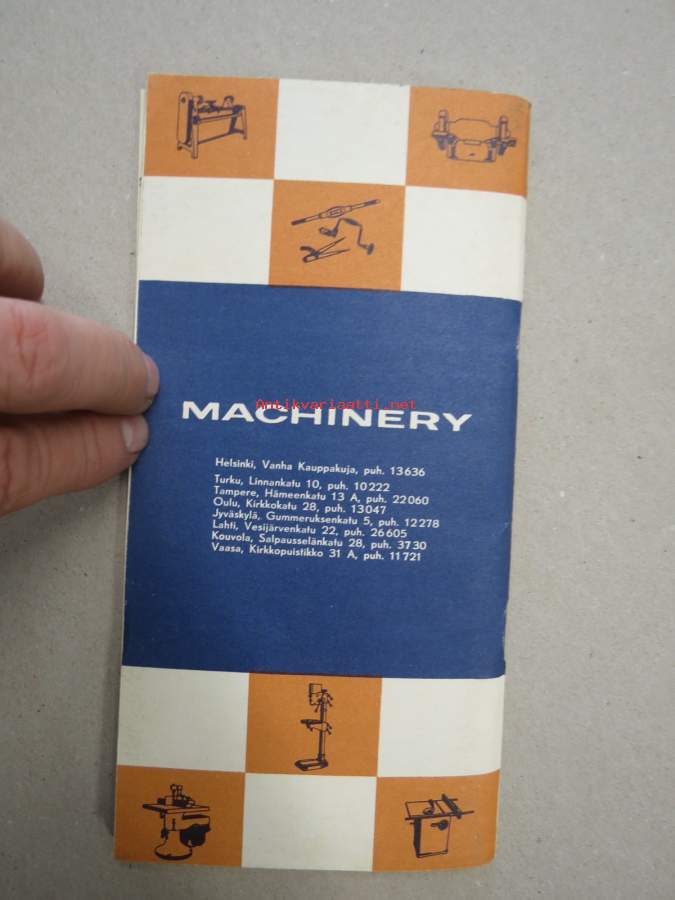 Antikvariaatti.net
MACHINERY
Helsinki, Vanha Kauppakuja, puh. 13636
Turku, Linnankatu 10, puh. 10222
Tampere, Hämeenkatu 13 A, puh. 22060
Oulu, Kirkkokatu 28, puh. 13047
Jyväskylä, Gummeruksenkatu 5, puh. 12278
Lahti, Vesijärvenkatu 22, puh. 26605
Kouvola, Salpausselänkatu 28, puh. 3730
Vaasa, Kirkkopuistikko 31 A, puh. 11721